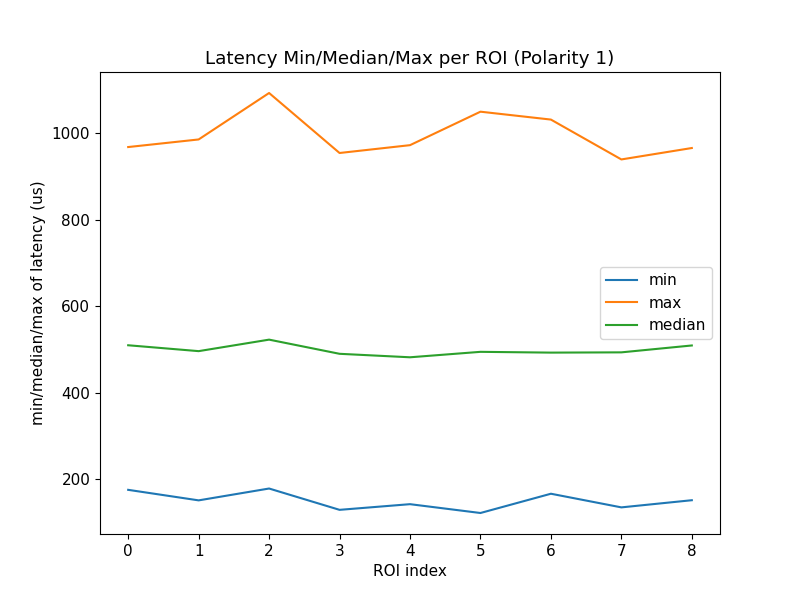 Latency Min/Median/Max per ROI (Polarity 1)
min/median/max of latency (us)
1000
800
600
400
200
min
max
median
0 1 2 3 4 5 6 7 8
ROI index